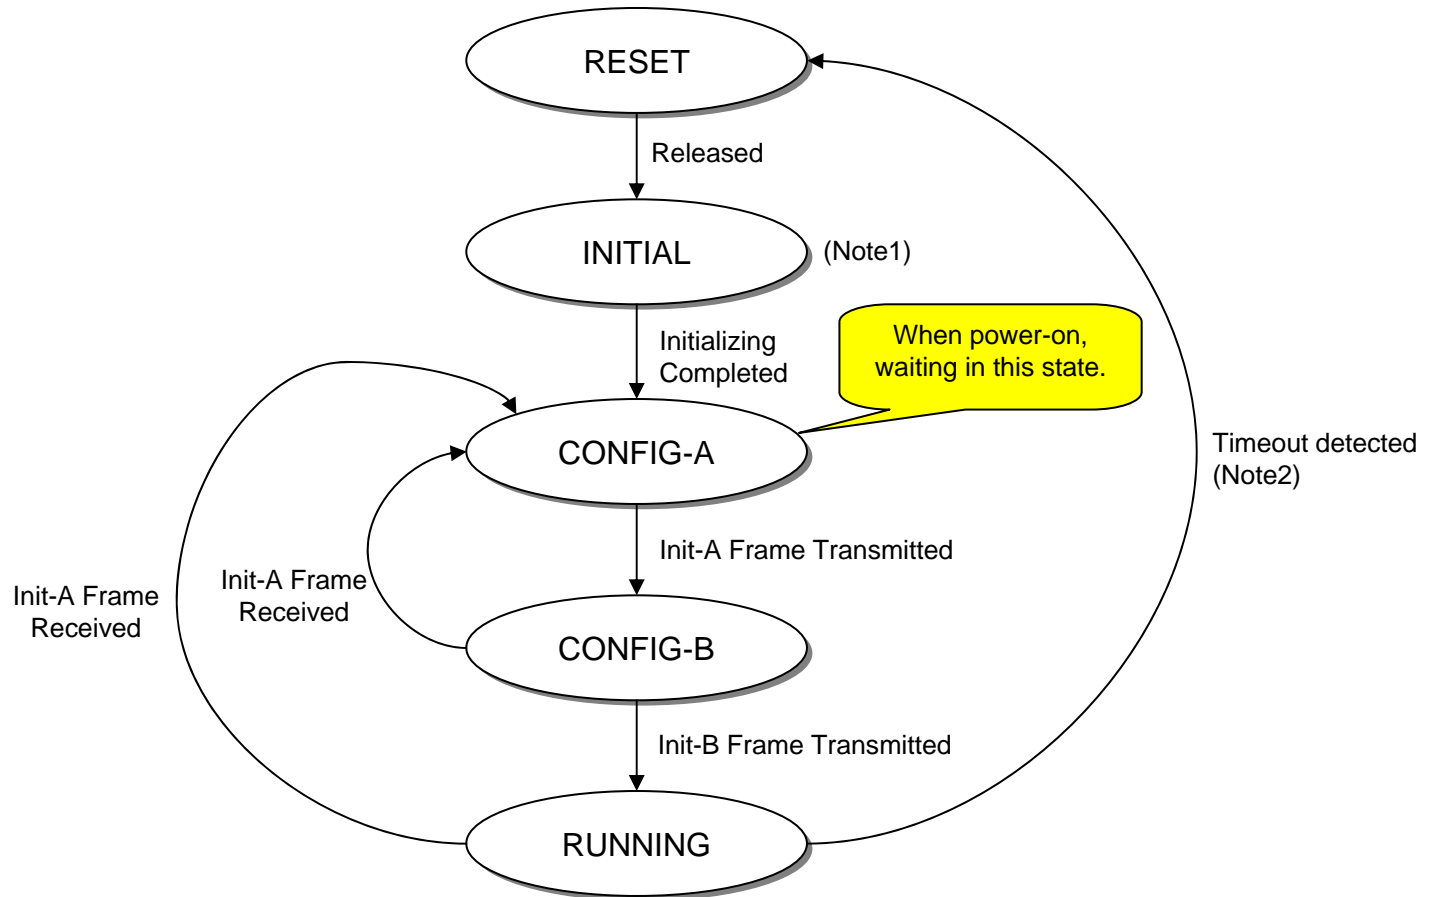 RESET
Released
INITIAL
(Note1)
When power-on,
waiting in this state.
Initializing
Completed
CONFIG-A
Timeout detected
(Note2)
Init-A Frame Transmitted
Init-A Frame
Received
Init-A Frame
Received
CONFIG-B
Init-B Frame Transmitted
RUNNING